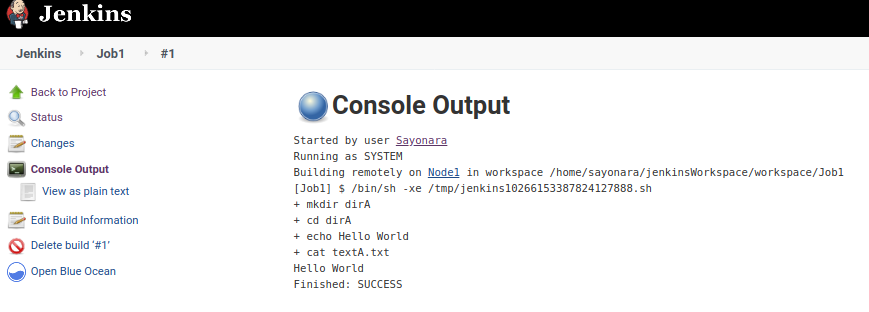 Jenkins
Jenkins Job1 #1
Back to Project
Status
Changes
Console Output
View as plain text
Edit Build Information
Delete build ‘#1’
Open Blue Ocean
Console Output
Started by user Sayonara
Running as SYSTEM
Building remotely on Node1 in workspace /home/sayonara/jenkinsWorkspace/workspace/Job1
[Job1] $ /bin/sh -xe /tmp/jenkins10266153387824127888.sh
+ mkdir dirA
+ cd dirA
+ echo Hello World
+ cat textA.txt
Hello World
Finished: SUCCESS